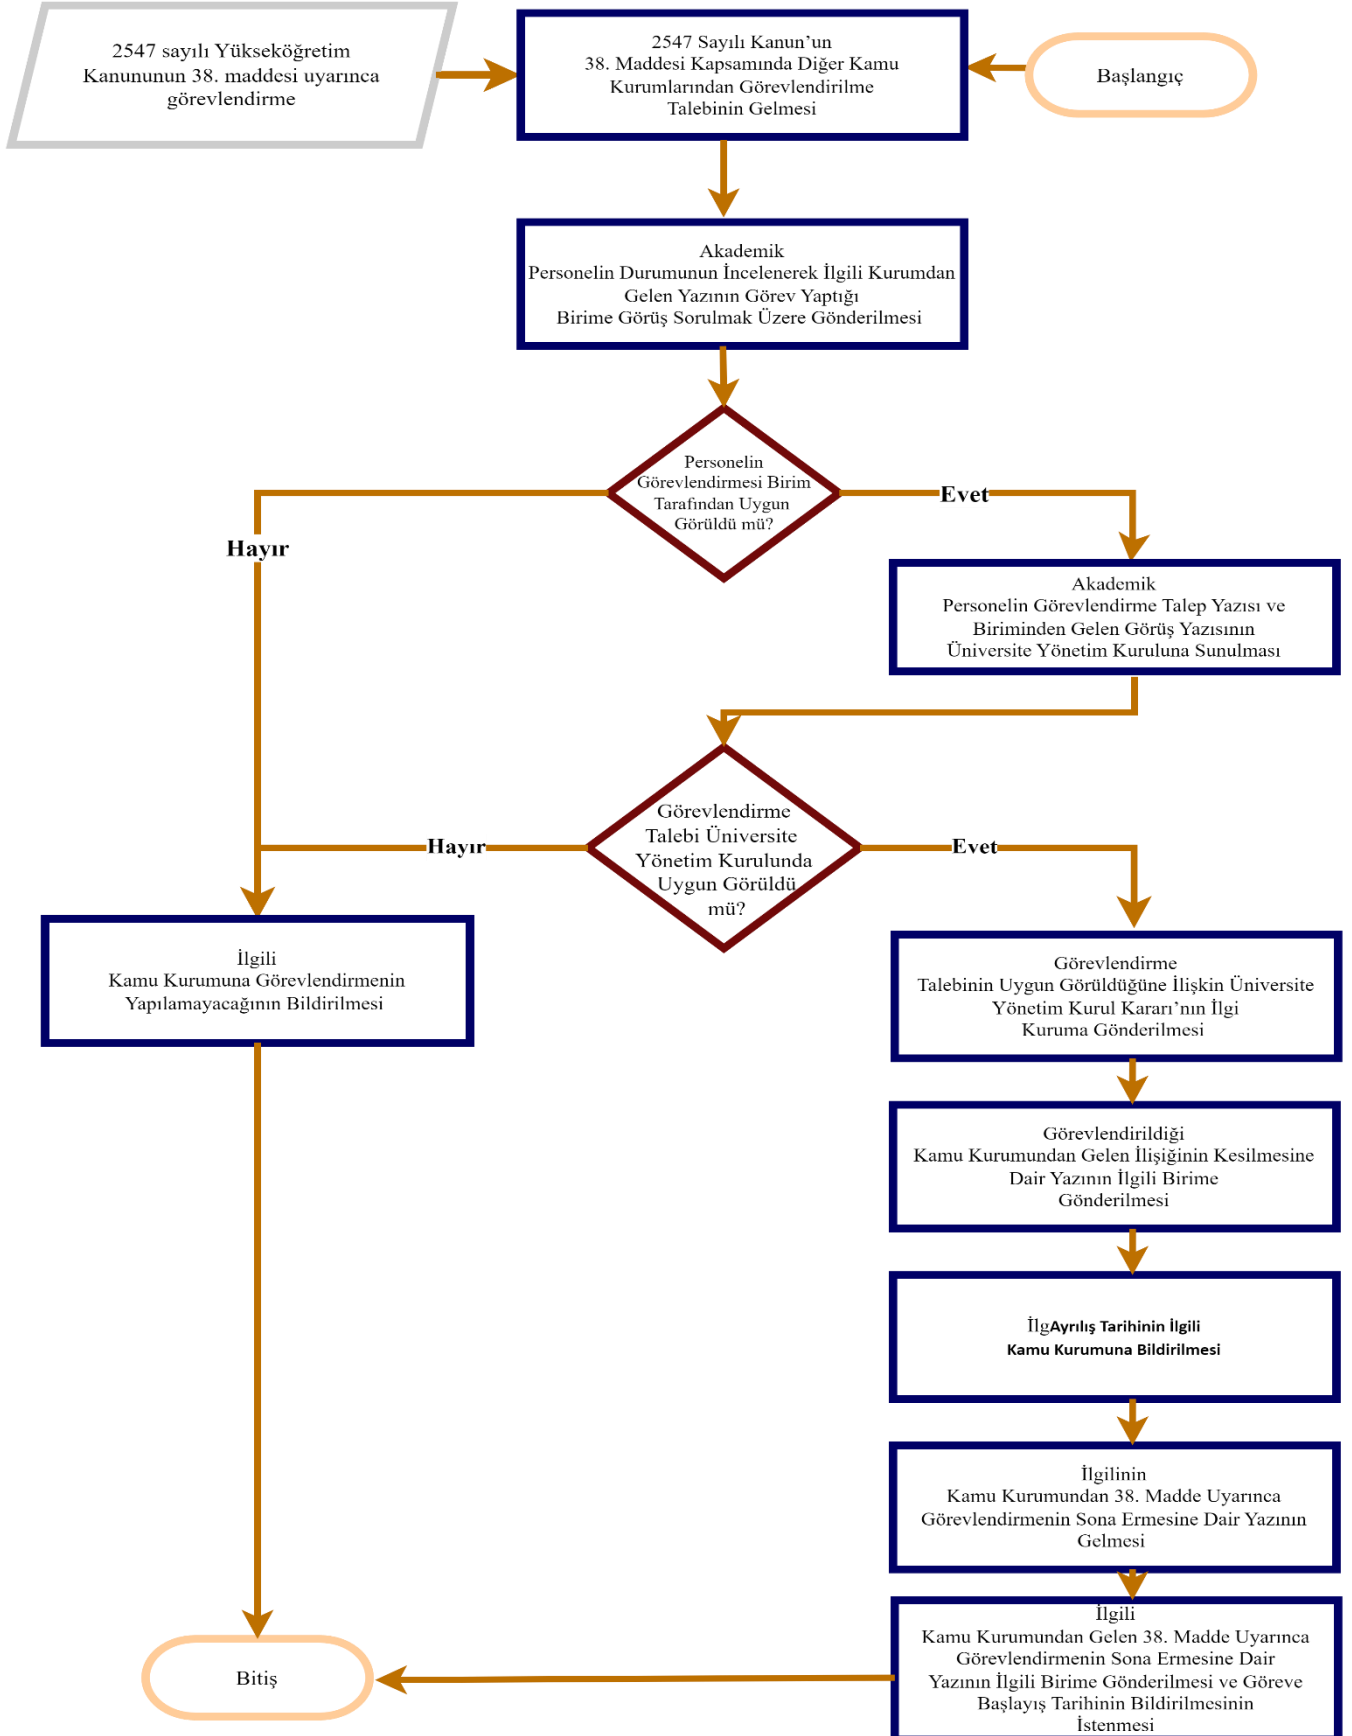 2547 sayılı Yükseköğretim
Kanununun 38. maddesi uyarınca
görevlendirme
2547 Sayılı Kanun’un
38. Maddesi Kapsamında Diğer Kamu
Kurumlarından Görevlendirilme
Talebinin Gelmesi
Başlangıç
Akademik
Personelin Durumunun İncelenerek İlgili Kurumdan
Gelen Yazının Görev Yaptığı
Birime Görüş Sorulmak Üzere Gönderilmesi
Personelin
Görevlendirmesi Birim
Tarafından Uygun
Görüldü mü?
Evet
Hayır
Akademik
Personelin Görevlendirme Talep Yazısı ve
Biriminden Gelen Görüş Yazısının
Üniversite Yönetim Kuruluna Sunulması
Görevlendirme
Talebi Üniversite
Yönetim Kurulunda
Uygun Görüldü
mü?
Hayır
Evet
İlgili
Kamu Kurumuna Görevlendirmenin
Yapılamayacağının Bildirilmesi
Görevlendirme
Talebinin Uygun Görüldüğüne İlişkin Üniversite
Yönetim Kurul Kararı’nın İlgi
Kuruma Gönderilmesi
Görevlendirildiği
Kamu Kurumundan Gelen İlişiğinin Kesilmesine
Dair Yazının İlgili Birime
Gönderilmesi
İlgAyrılış Tarihinin İlgili
Kamu Kurumuna Bildirilmesi
İlgilinin
Kamu Kurumundan 38. Madde Uyarınca
Görevlendirmenin Sona Ermesine Dair Yazının
Gelmesi
İlgili
Kamu Kurumundan Gelen 38. Madde Uyarınca
Görevlendirmenin Sona Ermesine Dair
Yazının İlgili Birime Gönderilmesi ve Göreve
Başlayış Tarihinin Bildirilmesinin
İstenmesi
Bitiş